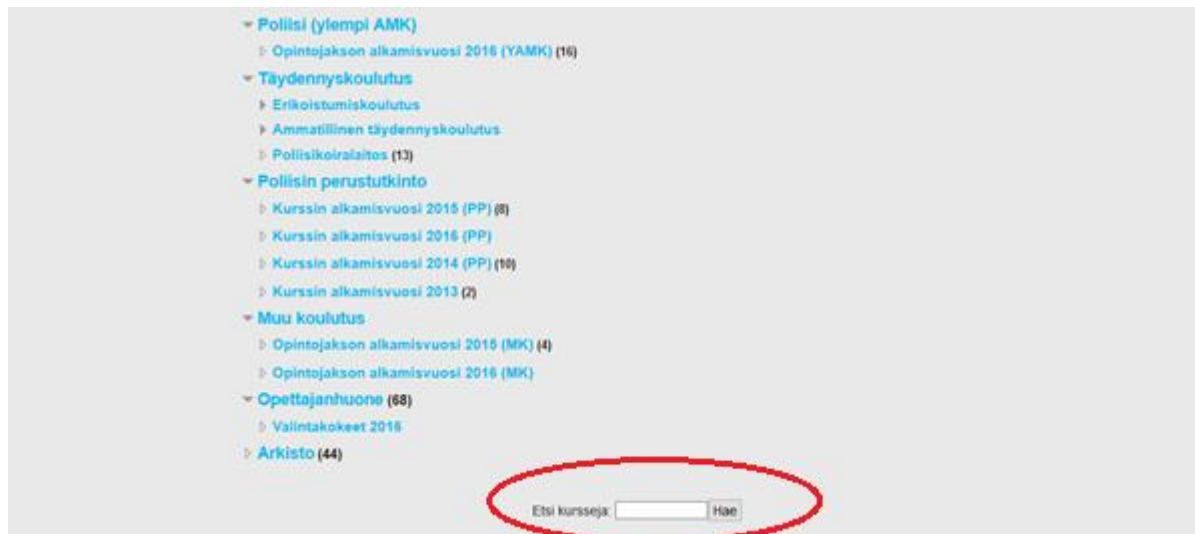 Poliisi (ylempi AMK)
Opintojakson alkamisvuosi 2016 (YAMK) (16)
Täydennyskoulutus
Erikoistumiskoulutus
Ammatillinen täydennyskoulutus
Poliisikoiralaitos (13)
Poliisin perustutkinto
Kurssin alkamisvuosi 2015 (PP) (8)
Kurssin alkamisvuosi 2016 (PP)
Kurssin alkamisvuosi 2014 (PP) (10)
Kurssin alkamisvuosi 2013 (2)
Muu koulutus
Opintojakson alkamisvuosi 2015 (MK) (4)
Opintojakson alkamisvuosi 2016 (MK)
Opettajanhuone (68)
Valintakokeet 2016
Arkisto (44)
Etsi kursseja: Hae